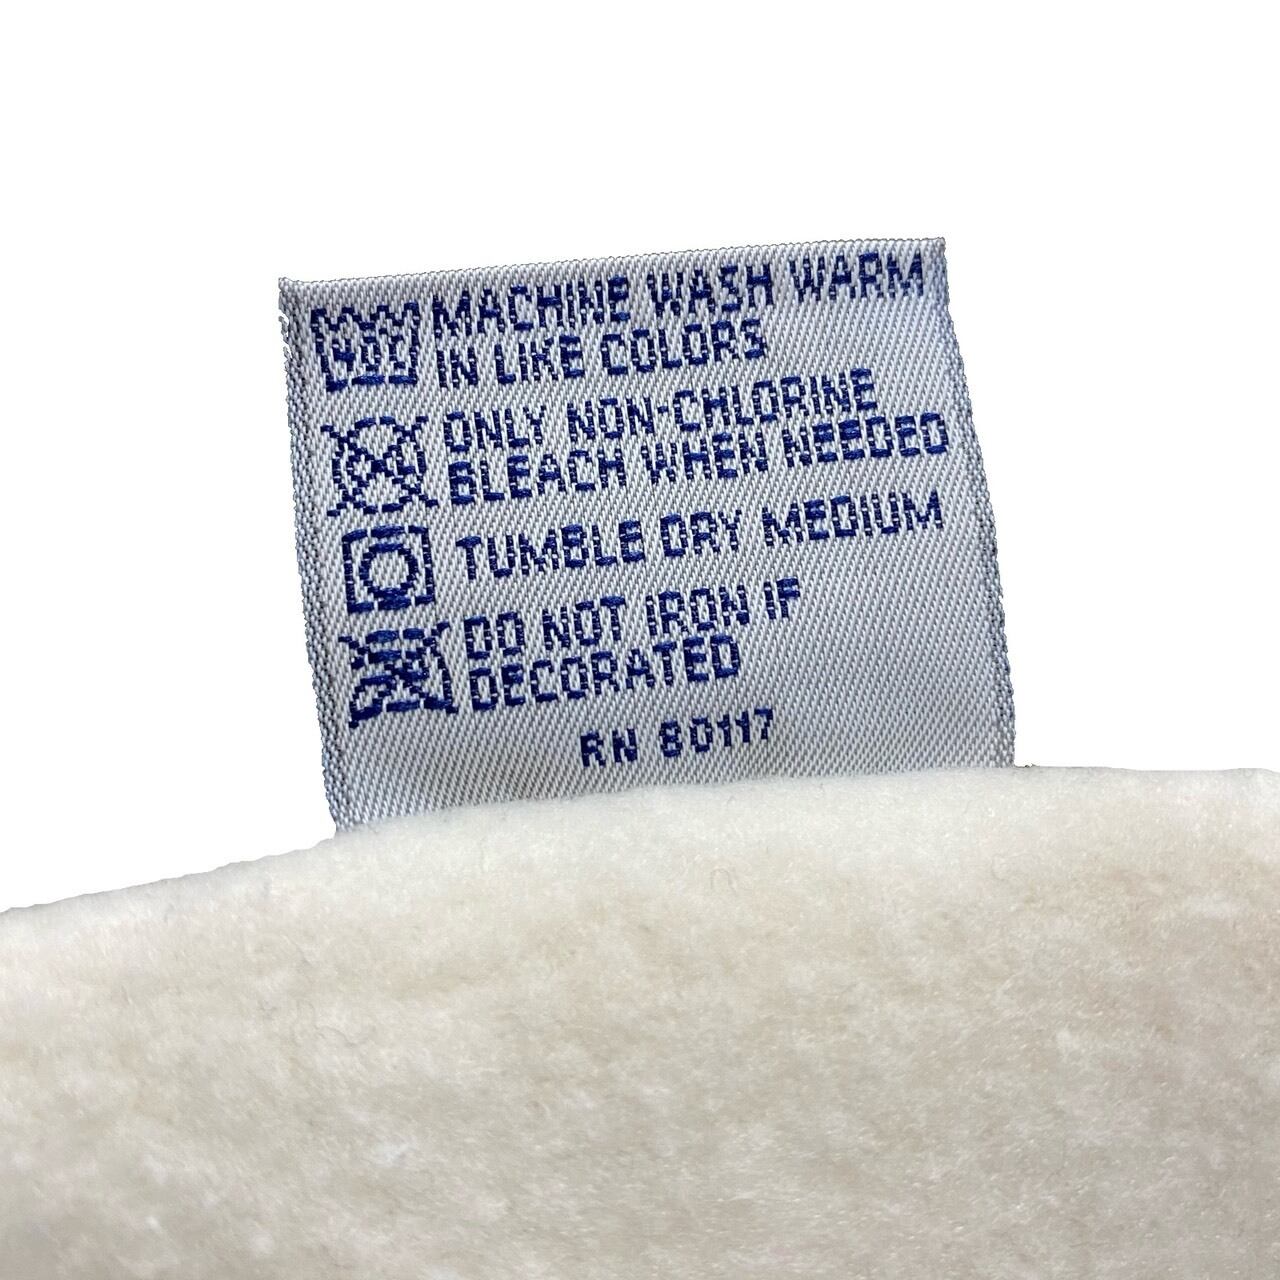 MACHINE WASH WARM
40C IN LIKE COLORS
ONLY NON-CHLORINE
BLEACH WHEN NEEDED
TUMBLE DRY MEDIUM
DO NOT IRON IF
DECORATED
RN 80117